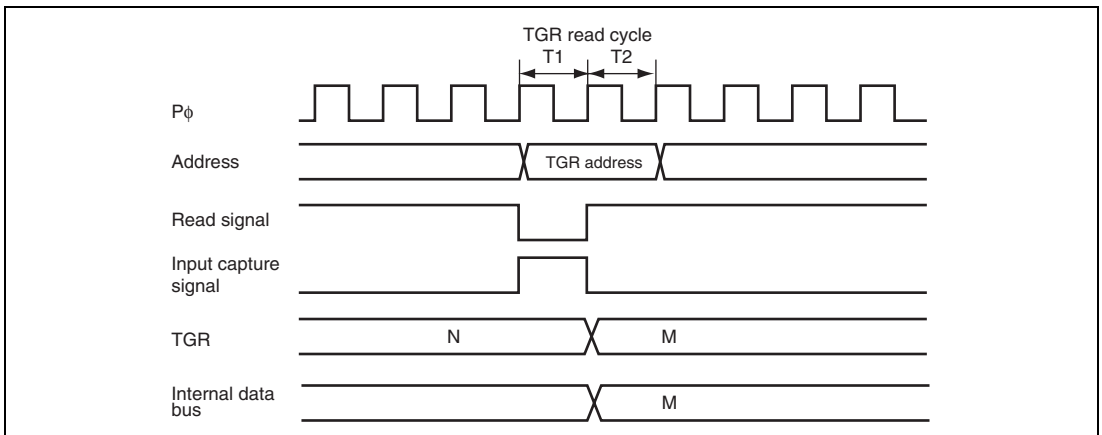 TGR read cycle
T1 T2
Pϕ
Address
TGR address
Read signal
Input capture
signal
TGR
N
M
Internal data
bus
M